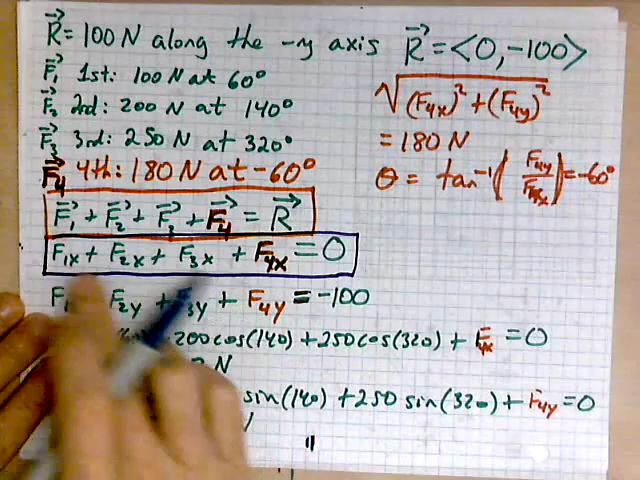 R⃗ = 100 N along the -y axis R⃗ = <0, -100>
F⃗₁ 1st: 100 N at 60°
F⃗₂ 2rd: 200 N at 140°
F⃗₃ 3rd: 250 N at 320°
F⃗₄ 4th: 180 N at -60°
√(F₄ₓ)² + (F₄y)²
= 180 N
θ = tan⁻¹(F₄y/F₄ₓ) = -60°
F⃗₁ + F⃗₂ + F⃗₃ + F⃗₄ = R⃗
F₁ₓ + F₂ₓ + F₃ₓ + F₄ₓ = 0
F₁ F₂y + F₃y + F₄y = -100
200cos(140) + 250cos(320) + F₄ₓ = 0
N
sin(140) + 250 sin(320) + F₄y = 0